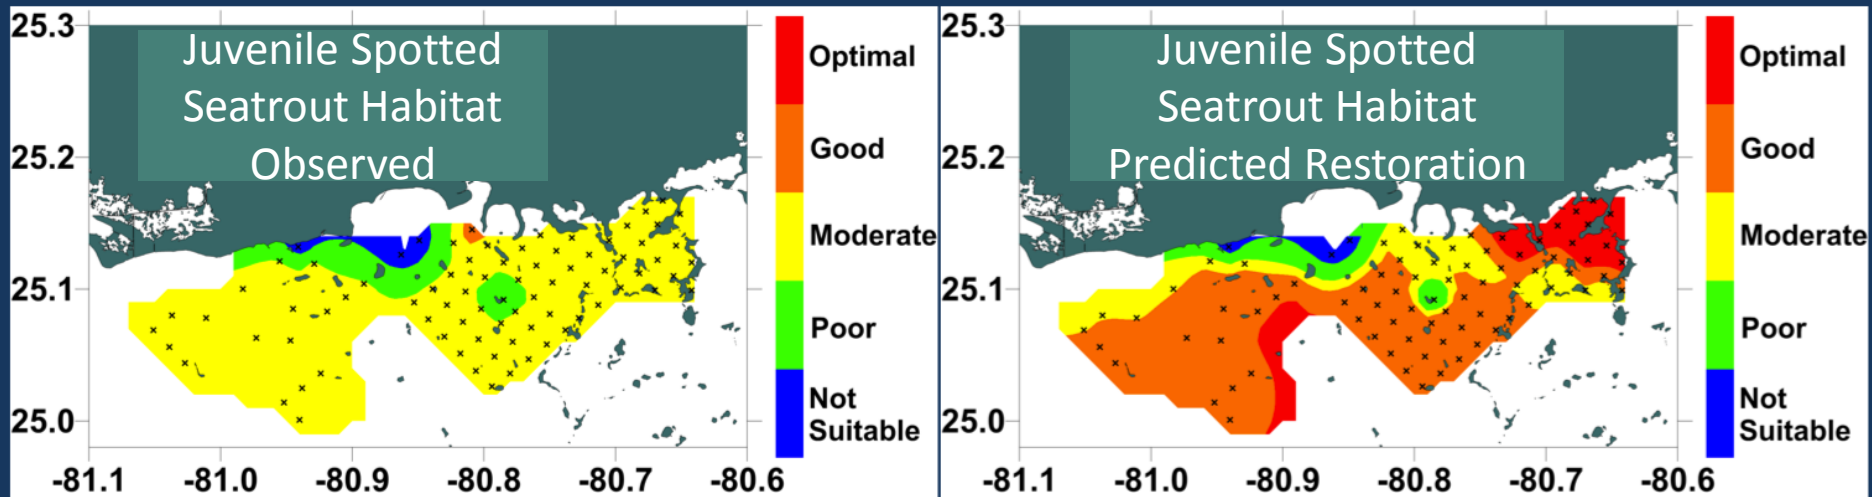 Juvenile Spotted
Seatrout Habitat
Observed
25.3
25.2
25.1
25.0
-81.1 -81.0 -80.9 -80.8 -80.7 -80.6
Optimal
Good
Moderate
Poor
Not
Suitable
Juvenile Spotted
Seatrout Habitat
Predicted Restoration
25.3
25.2
25.1
25.0
-81.1 -81.0 -80.9 -80.8 -80.7 -80.6
Optimal
Good
Moderate
Poor
Not
Suitable